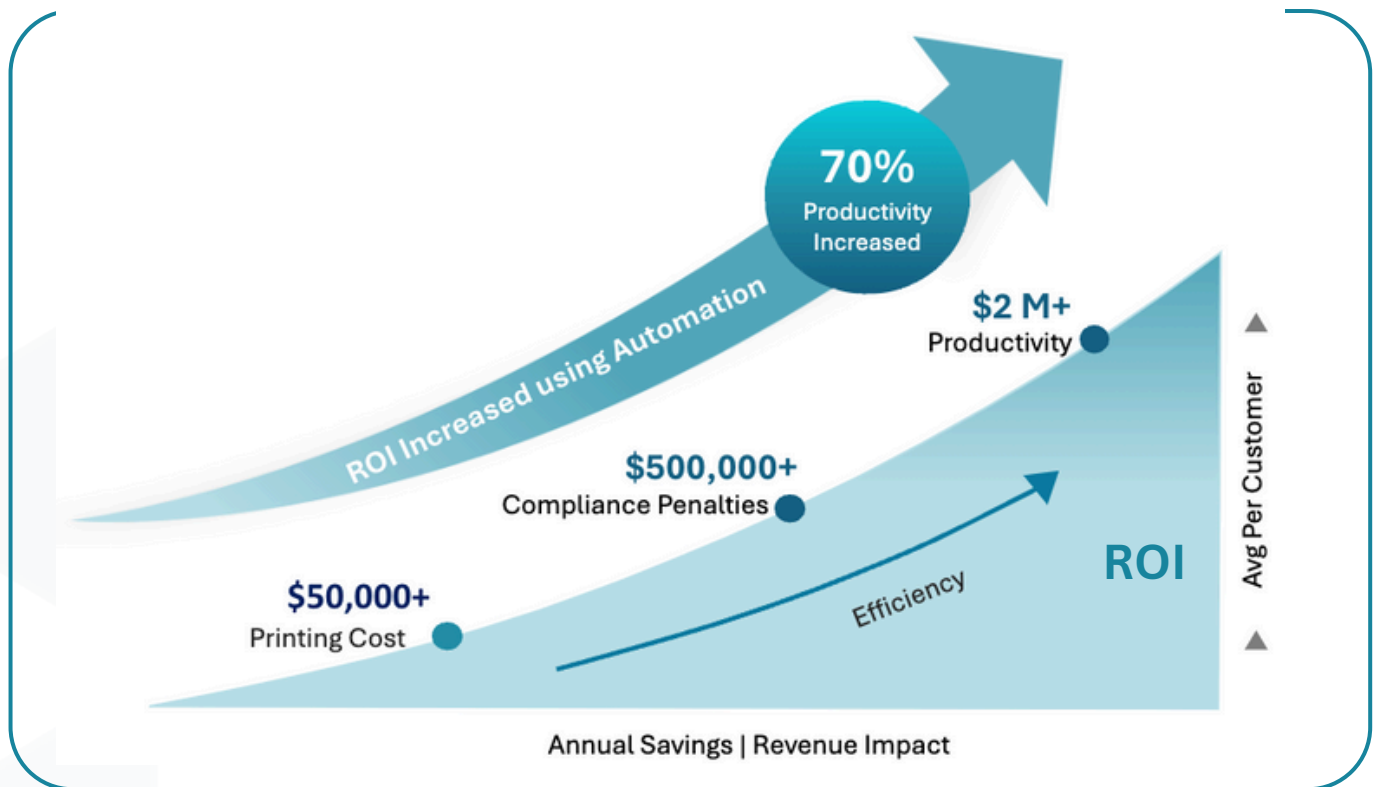 70%
Productivity
Increased
ROI Increased using Automation
$2 M+
Productivity
$500,000+
Compliance Penalties
$50,000+
Printing Cost
Efficiency
ROI
Avg Per Customer
Annual Savings | Revenue Impact